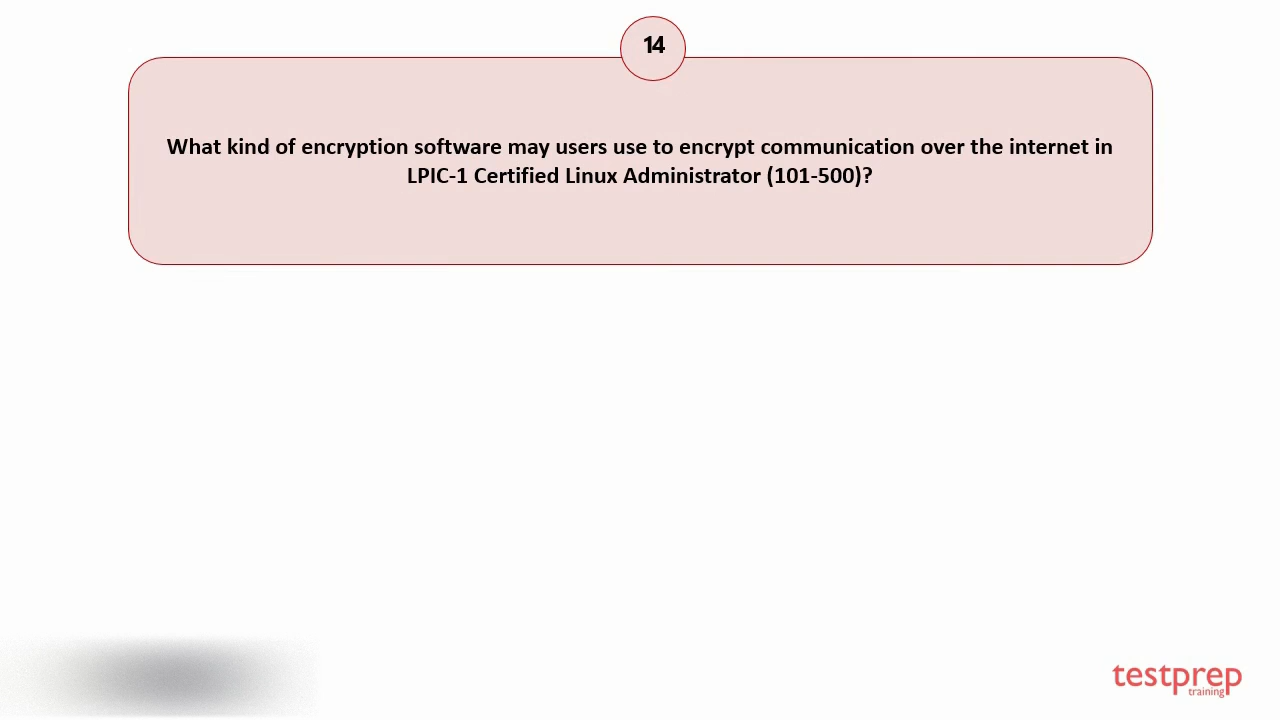 14
What kind of encryption software may users use to encrypt communication over the internet in
LPIC-1 Certified Linux Administrator (101-500)?
testprep
training